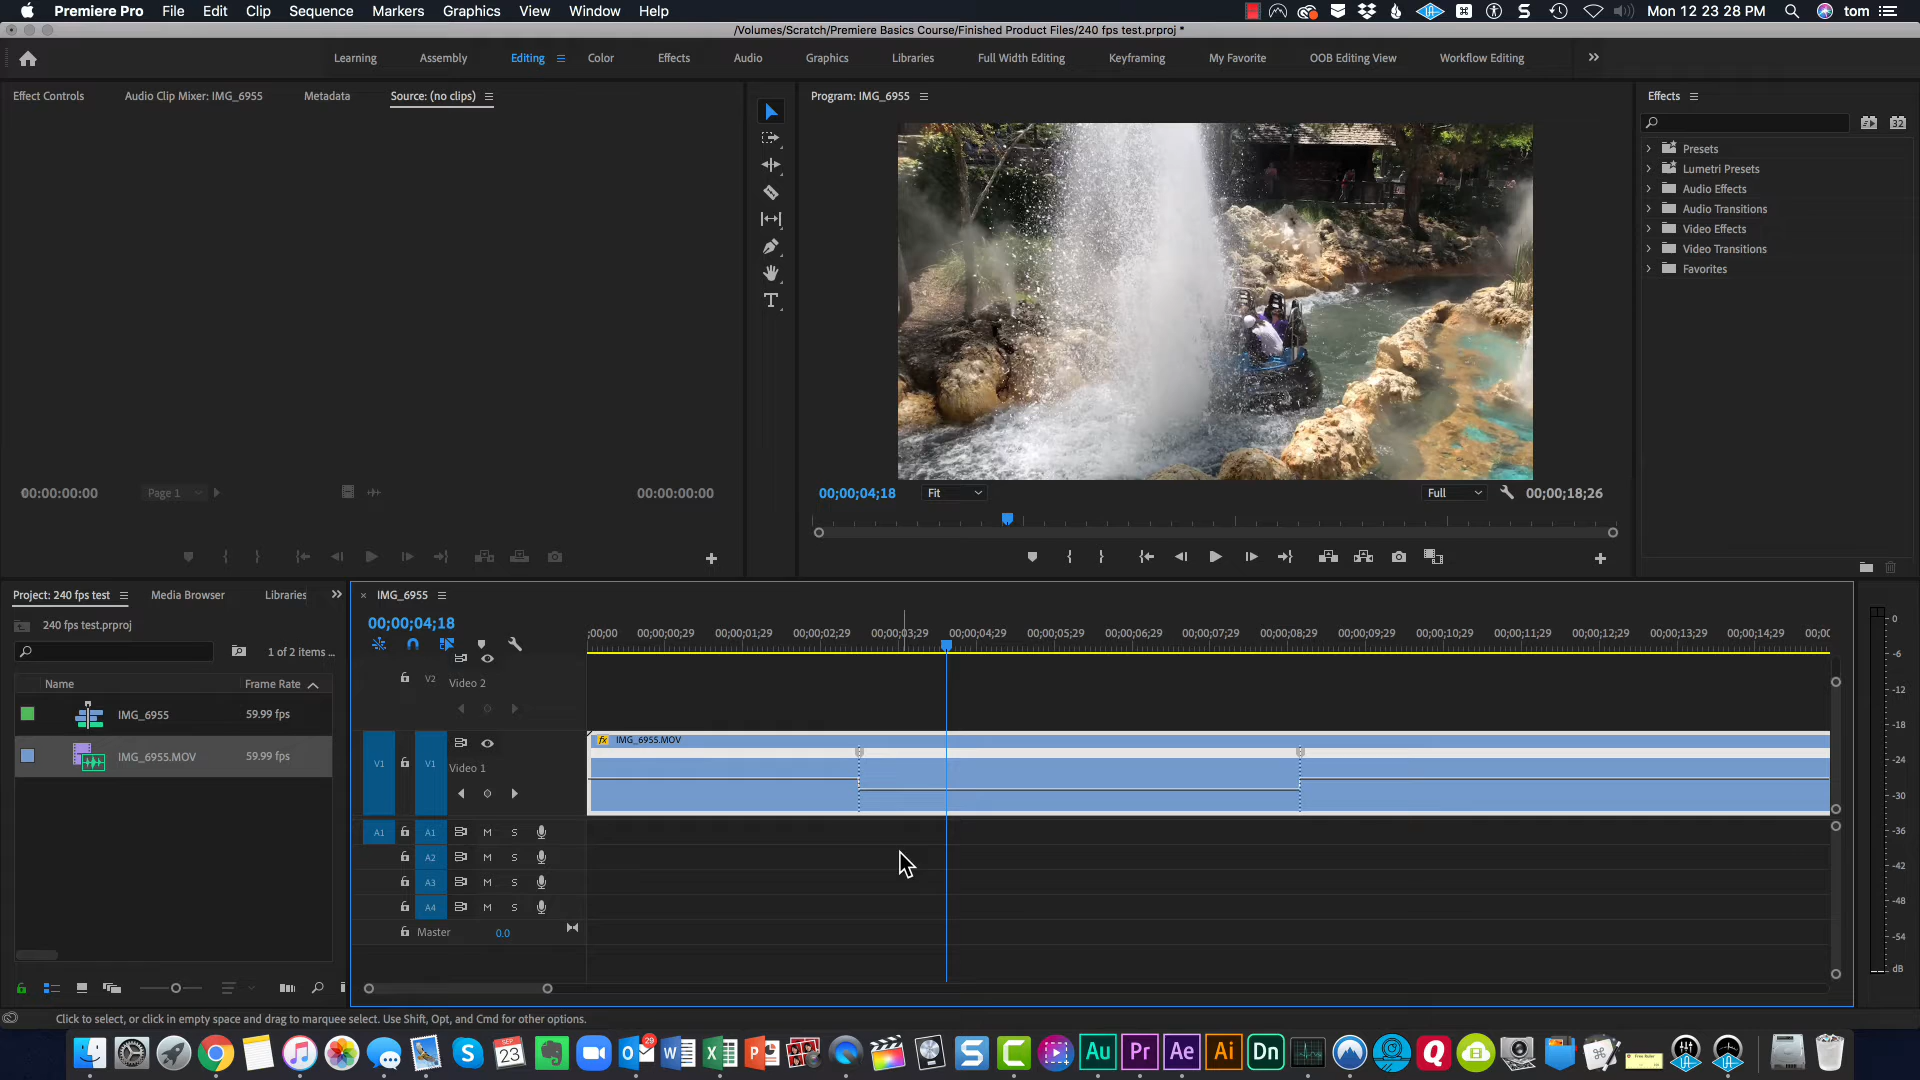 Premiere Pro File Edit Clip Sequence Markers Graphics View Window Help Mon 12 23 28 PM tom
/Volumes/Scratch/Premiere Basics Course/Finished Product Files/240 fps test.prproj *
Learning Assembly Editing Color Effects Audio Graphics Libraries Full Width Editing Keyframing My Favorite OOB Editing View Workflow Editing
Effect Controls Audio Clip Mixer: IMG_6955 Metadata Source: (no clips) Program: IMG_6955 Effects
32
Presets
Lumetri Presets
Audio Effects
Audio Transitions
Video Effects
Video Transitions
Favorites
00:00:00:00 Page 1 00:00:00:00 00;00;04;18 Fit Full 00;00;18;26
Project: 240 fps test Media Browser Libraries
240 fps test.prproj
1 of 2 items ...
Name Frame Rate
IMG_6955 59.99 fps
IMG_6955.MOV 59.99 fps
IMG_6955
00;00;04;18
;00;00 00;00;00;29 00;00;01;29 00;00;02;29 00;00;03;29 00;00;04;29 00;00;05;29 00;00;06;29 00;00;07;29 00;00;08;29 00;00;09;29 00;00;10;29 00;00;11;29 00;00;12;29 00;00;13;29 00;00;14;29 00;00
V2 Video 2
fx IMG_6955.MOV
V1 V1 Video 1
A1 A1 M S
A2 M S
A3 M S
A4 M S
Master 0.0
0
-6
-12
-18
-24
-30
-36
-42
-48
-54
dB
Click to select, or click in empty space and drag to marquee select. Use Shift, Opt, and Cmd for other options.
SEP 23 29 Au Pr Ae Ai Dn